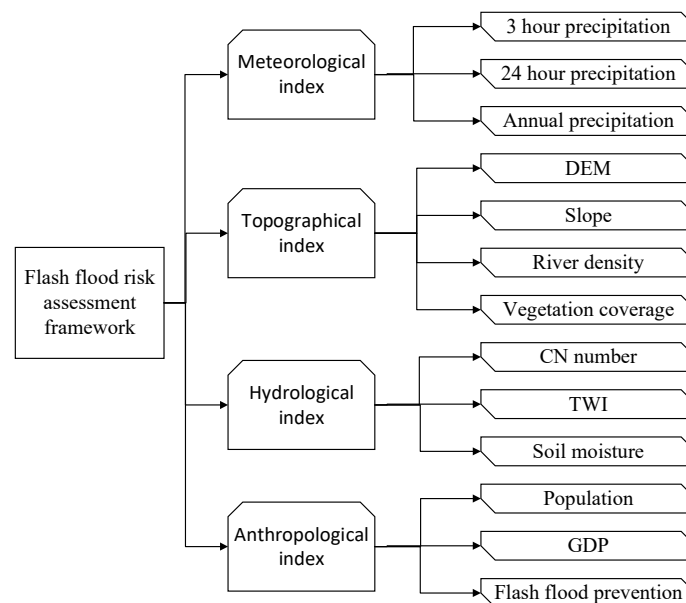 Flash flood risk
assessment
framework
Meteorological
index
3 hour precipitation
24 hour precipitation
Annual precipitation
Topographical
index
DEM
Slope
River density
Vegetation coverage
Hydrological
index
CN number
TWI
Soil moisture
Anthropological
index
Population
GDP
Flash flood prevention